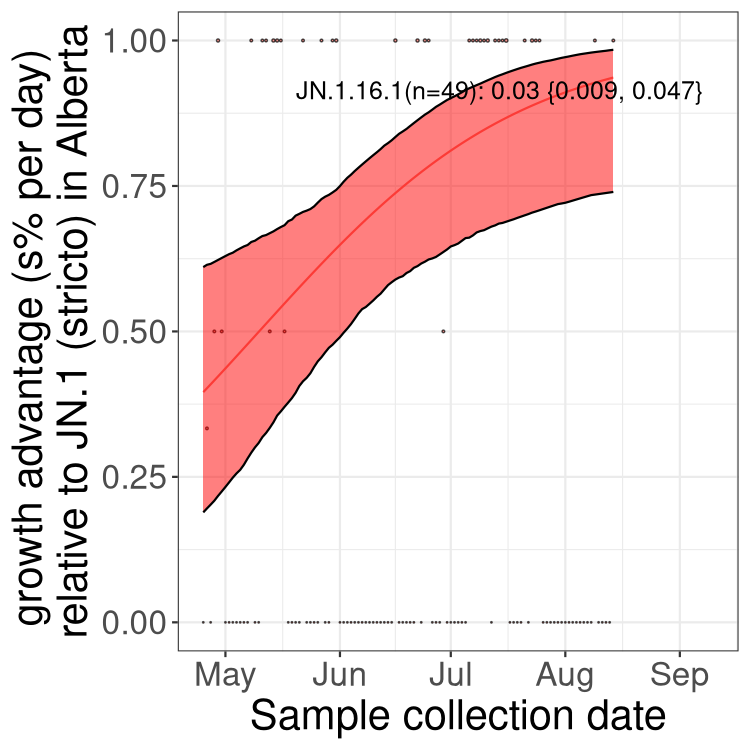 growth advantage (s% per day)
relative to JN.1 (stricto) in Alberta
1.00
0.75
0.50
0.25
0.00
JN.1.16.1(n=49): 0.03 {0.009, 0.047}
May Jun Jul Aug Sep
Sample collection date